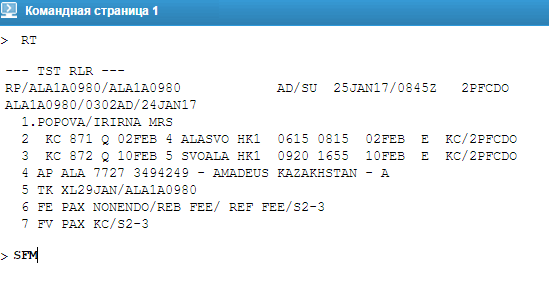 Командная страница 1
> RT
--- TST RLR ---
RP/ALA1A0980/ALA1A0980 AD/SU 25JAN17/0845Z 2PFCDO
ALA1A0980/0302AD/24JAN17
1.POPOVA/IRIRNA MRS
2 KC 871 Q 02FEB 4 ALASVO HK1 0615 0815 02FEB E KC/2PFCDO
3 KC 872 Q 10FEB 5 SVOALA HK1 0920 1655 10FEB E KC/2PFCDO
4 AP ALA 7727 3494249 - AMADEUS KAZAKHSTAN - A
5 TK XL29JAN/ALA1A0980
6 FE PAX NONENDO/REB FEE/ REF FEE/S2-3
7 FV PAX KC/S2-3
> SFM